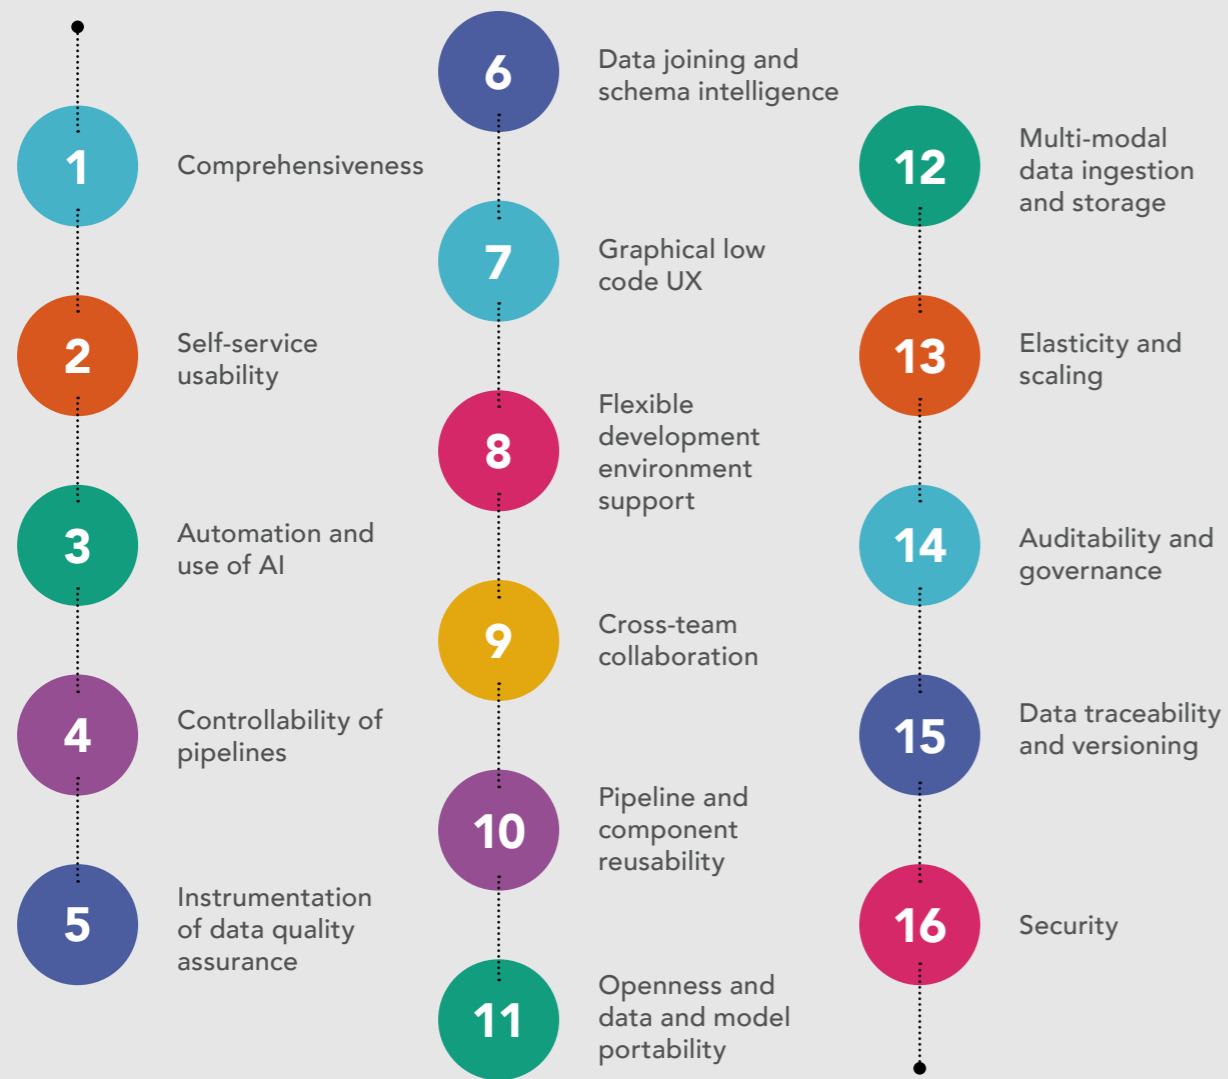 1
Comprehensiveness
2
Self-service
usability
3
Automation and
use of AI
4
Controllability of
pipelines
5
Instrumentation
of data quality
assurance
6
Data joining and
schema intelligence
7
Graphical low
code UX
8
Flexible
development
environment
support
9
Cross-team
collaboration
10
Pipeline and
component
reusability
11
Openness and
data and model
portability
12
Multi-modal
data ingestion
and storage
13
Elasticity and
scaling
14
Auditability and
governance
15
Data traceability
and versioning
16
Security